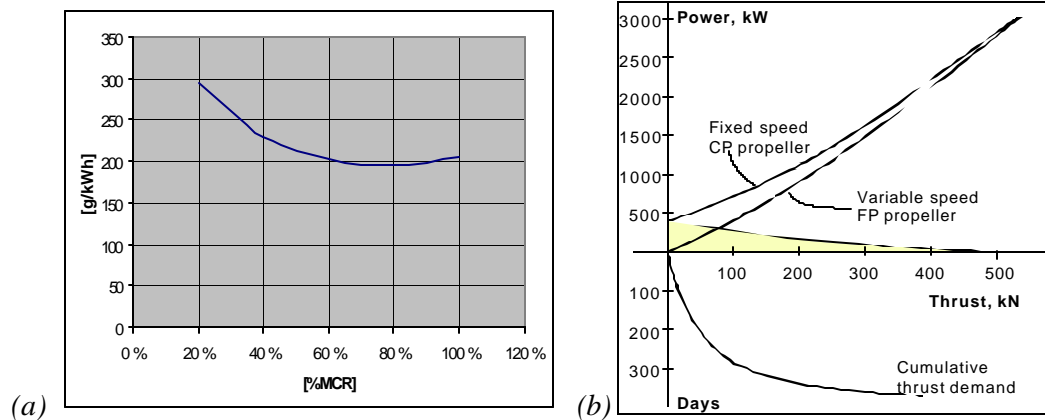 350
300
250
200
150
100
50
0
[g/kWh]
0 %
20 %
40 %
60 %
80 %
100 %
120 %
[%MCR]
(a)
Power, kW
3000
2500
2000
1500
1000
500
Fixed speed
CP propeller
Variable speed
FP propeller
100
200
300
400
500
Thrust, kN
100
200
300
Cumulative
thrust demand
Days
(b)